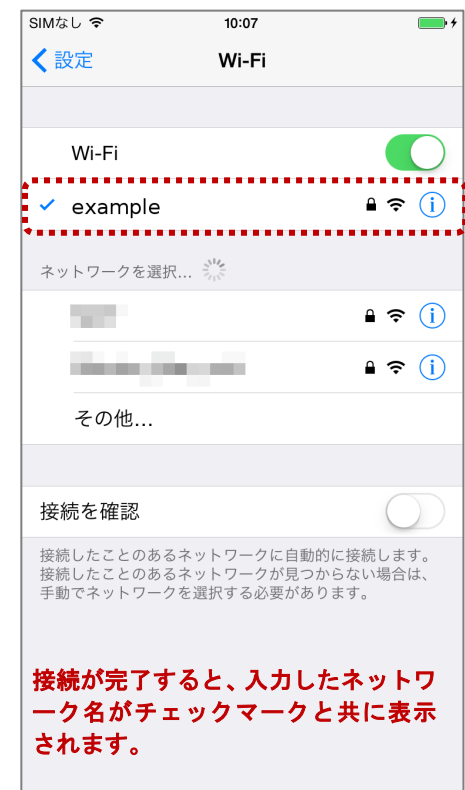 SIMなし 10:07
設定 Wi-Fi
Wi-Fi
example
ネットワークを選択...
その他...
接続を確認
接続したことのあるネットワークに自動的に接続します。
接続したことのあるネットワークが見つからない場合は、
手動でネットワークを選択する必要があります。
接続が完了すると、入力したネットワ
ーク名がチェックマークと共に表示
されます。